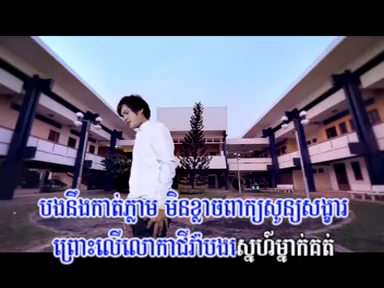 បងនឹងកាត់ភ្លាម មិនខ្លាចពាក្យសូន្យសង្ខារ
ព្រោះលើលោកាជីវ៉ាបងស្នេហ៍ម្នាក់គត់